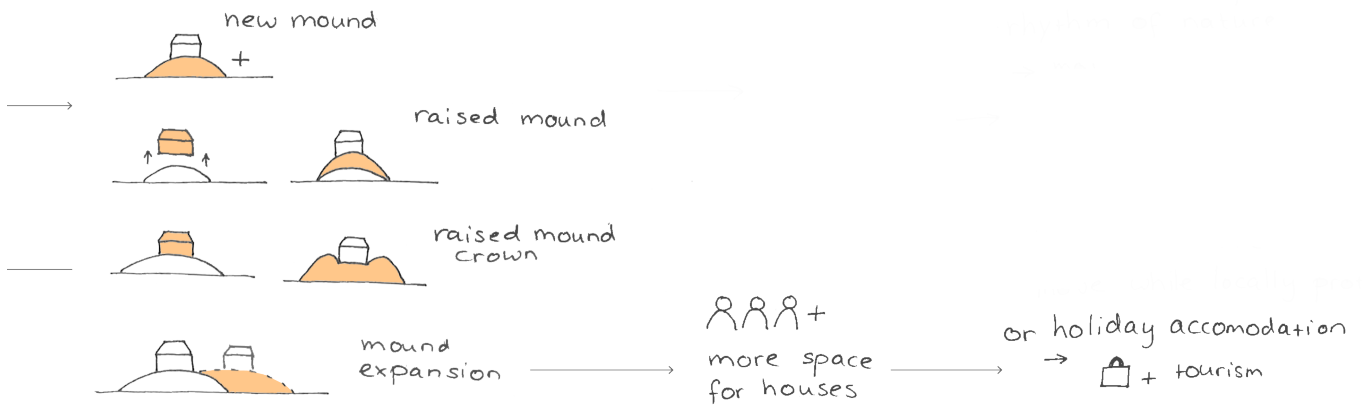 new mound
+
raised mound
raised mound
crown
mound
expansion
+
more space
for houses
or holiday accomodation
→ + tourism